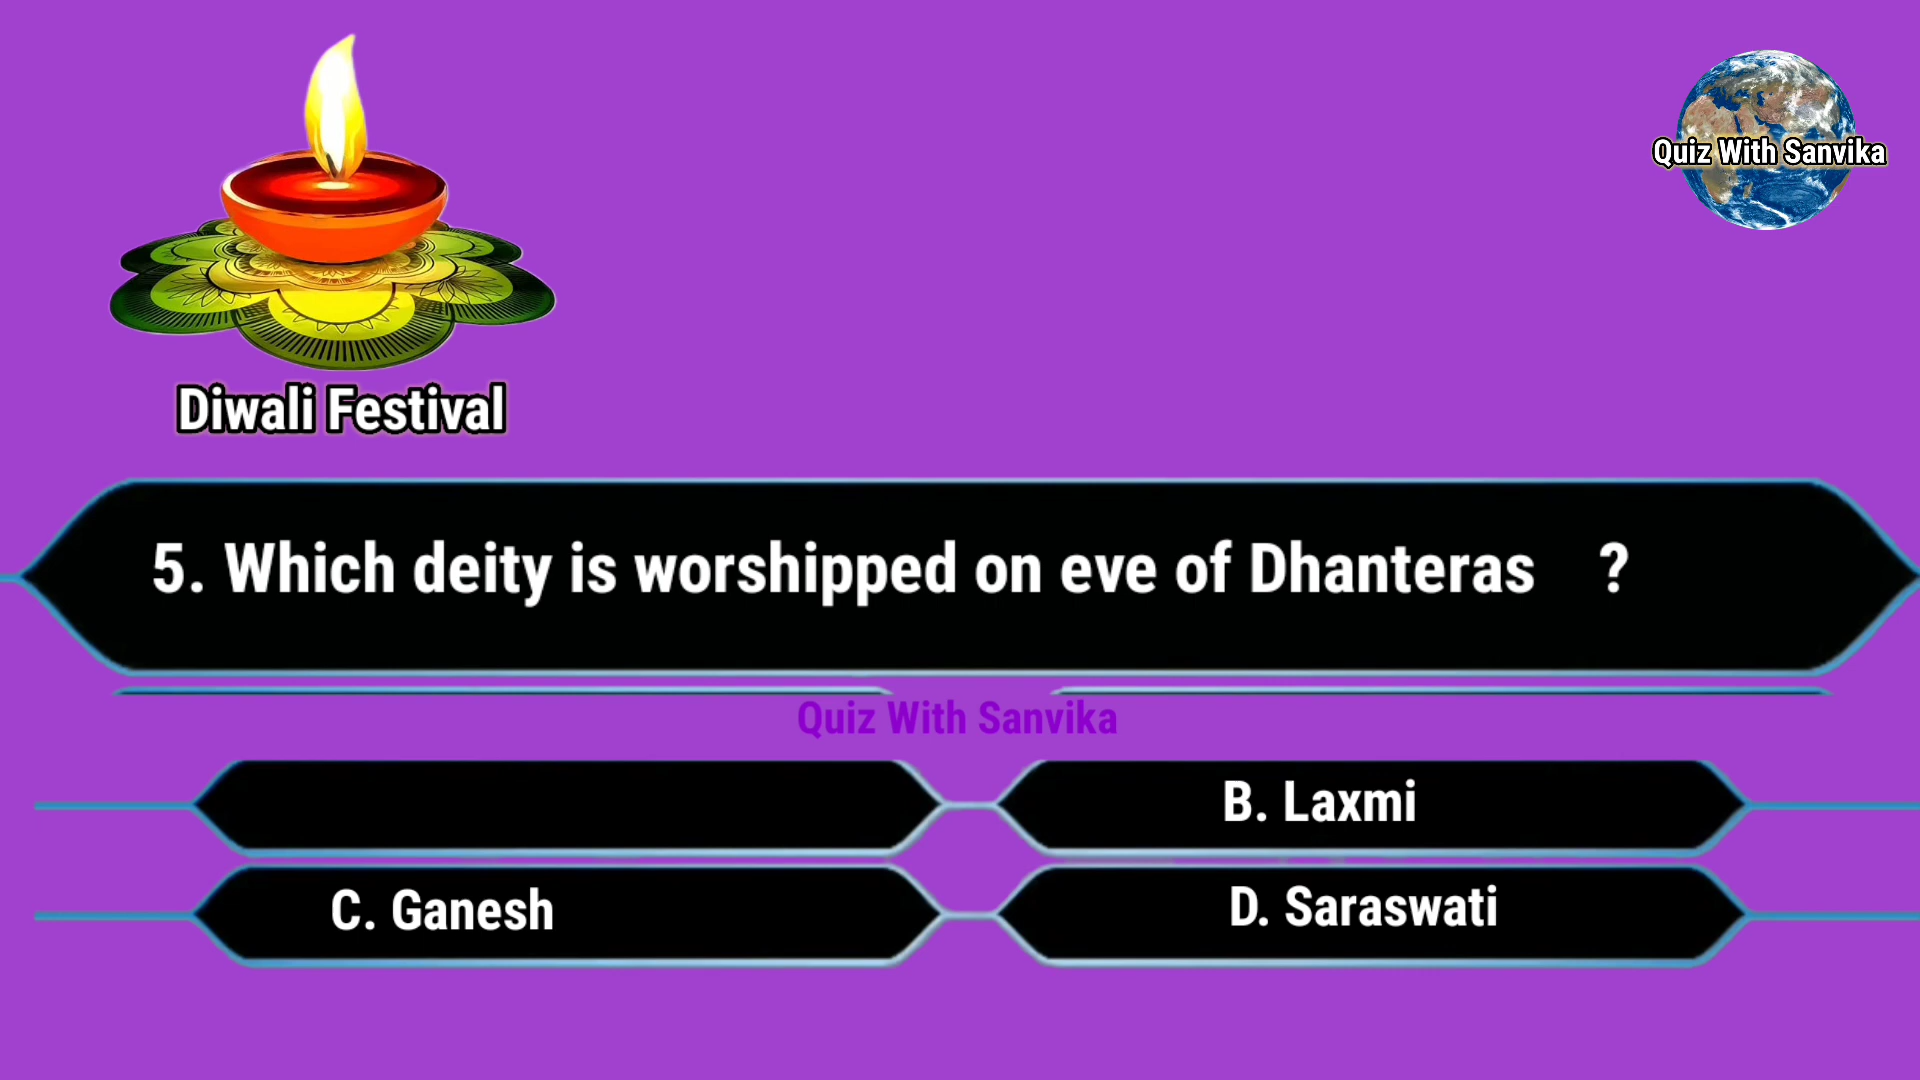 Quiz With Sanvika
Diwali Festival
5. Which deity is worshipped on eve of Dhanteras ?
Quiz With Sanvika
B. Laxmi
C. Ganesh
D. Saraswati